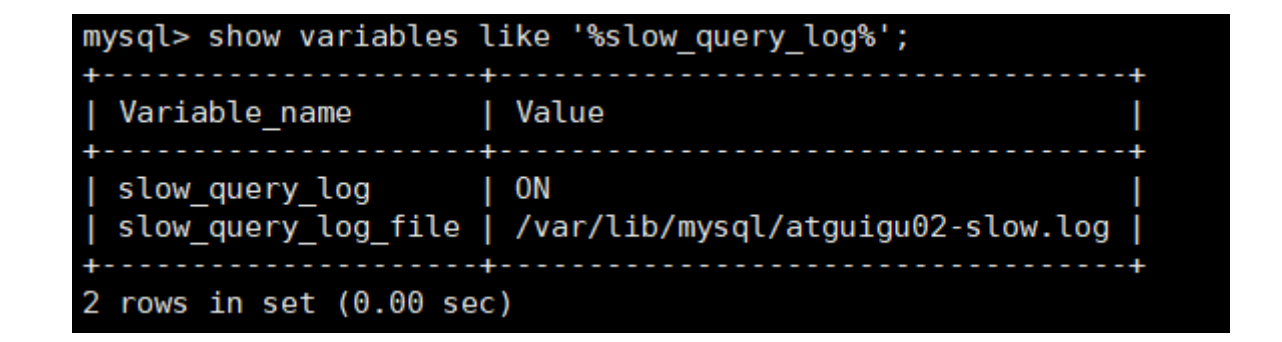 mysql> show variables like '%slow_query_log%';
+---------------------+----------------------------------+
| Variable_name       | Value                            |
+---------------------+----------------------------------+
| slow_query_log      | ON                               |
| slow_query_log_file | /var/lib/mysql/atguigu02-slow.log |
+---------------------+----------------------------------+
2 rows in set (0.00 sec)